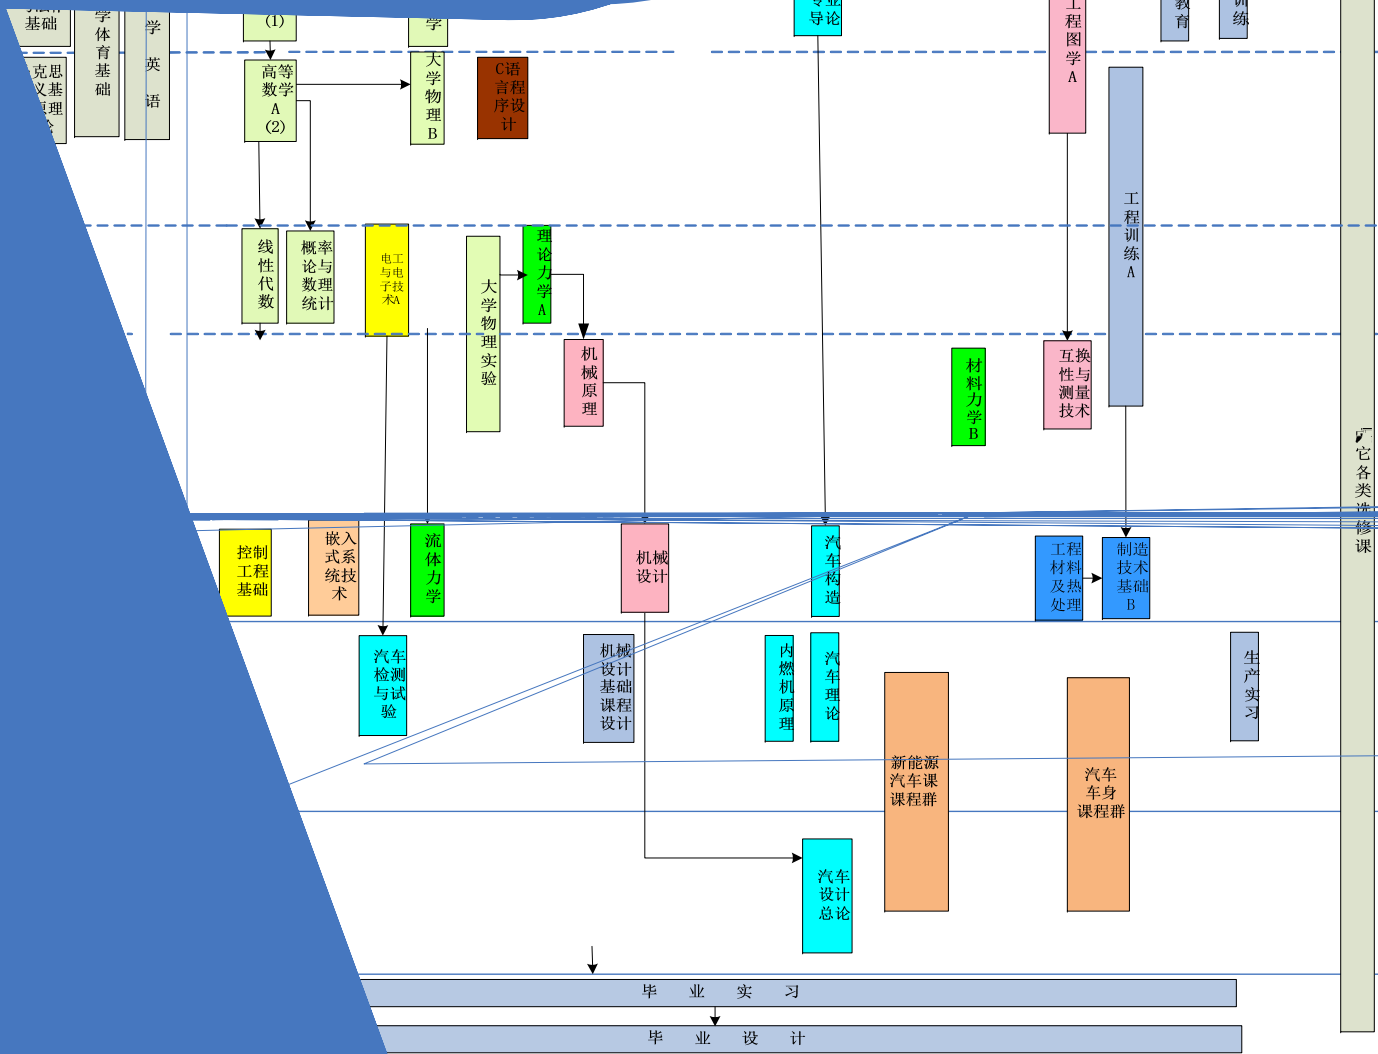 基础
学体育基础
学英语
(1)
学
导论
工程图学A
教育
训练
克思
义基
理
高等
数学
A
(2)
大学物理B
C语
言程
序设
计
工程训练A
线性代数
概率
论与
数理
统计
工
电电
与子技
术A
大学物理实验
理论力学A
机械原理
材料力学B
互换
性与
测量
技术
它各类选修课
控制
工程
基础
嵌入
式系
统技
术
流体力学
机械
设计
汽车构造
工程
材料
及热
处理
制造
技术
基础
B
汽车
检测
与试
验
机械
设计
基础
课程
设计
内燃机原理
汽车理论
生产实习
新能源
汽车课
课程群
汽车
车身
课程群
汽车
设计
总论
毕业实习
毕业设计